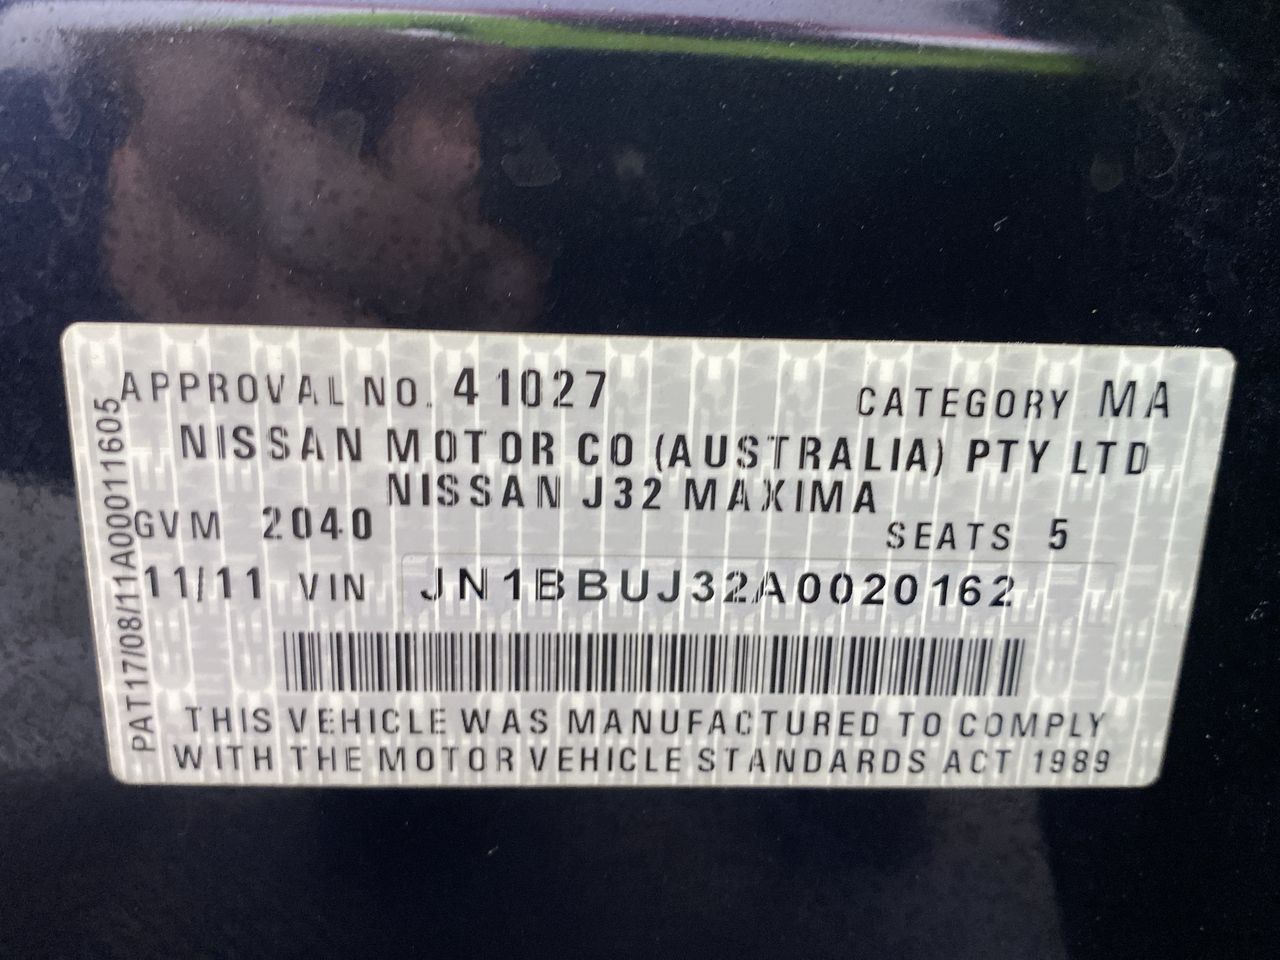 APPROVAL NO. 41027 CATEGORY MA
NISSAN MOTOR CO (AUSTRALIA) PTY LTD
NISSAN J32 MAXIMA
GVM 2040 SEATS 5
11/11 VIN JN1BBUJ32A0020162
THIS VEHICLE WAS MANUFACTURED TO COMPLY
WITH THE MOTOR VEHICLE STANDARDS ACT 1989
PAT17/08/11A00011605